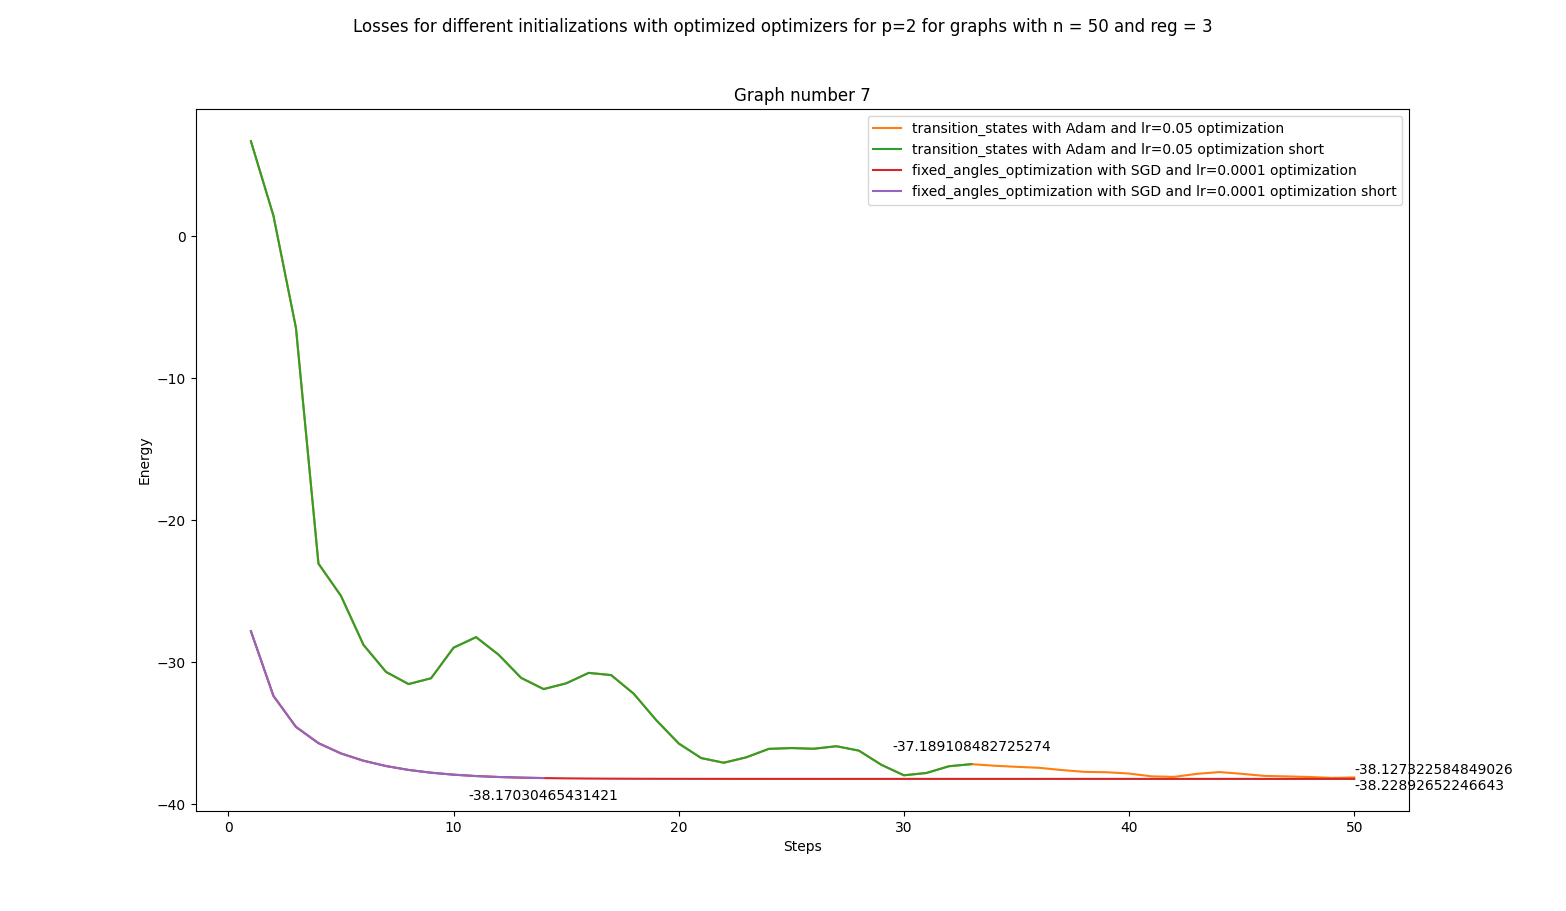 Losses for different initializations with optimized optimizers for p=2 for graphs with n = 50 and reg = 3
Graph number 7
transition_states with Adam and lr=0.05 optimization
transition_states with Adam and lr=0.05 optimization short
fixed_angles_optimization with SGD and lr=0.0001 optimization
fixed_angles_optimization with SGD and lr=0.0001 optimization short
0
−10
−20
−30
−40
Energy
-37.189108482725274
-38.127322584849026
-38.22892652246643
-38.17030465431421
0
10
20
30
40
50
Steps